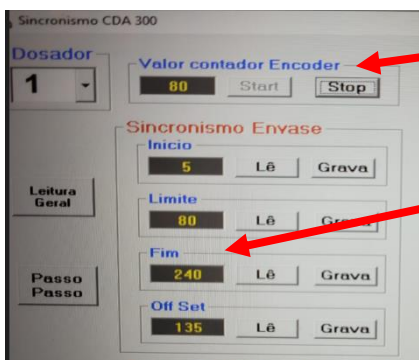 Sincronismo CDA 300
Dosador
1
Valor contador Encoder
80 Start Stop
Sincronismo Envase
Inicio
5 Lê Grava
Leitura
Geral
Limite
80 Lê Grava
Fim
240 Lê Grava
Passo
Passo
Off Set
135 Lê Grava